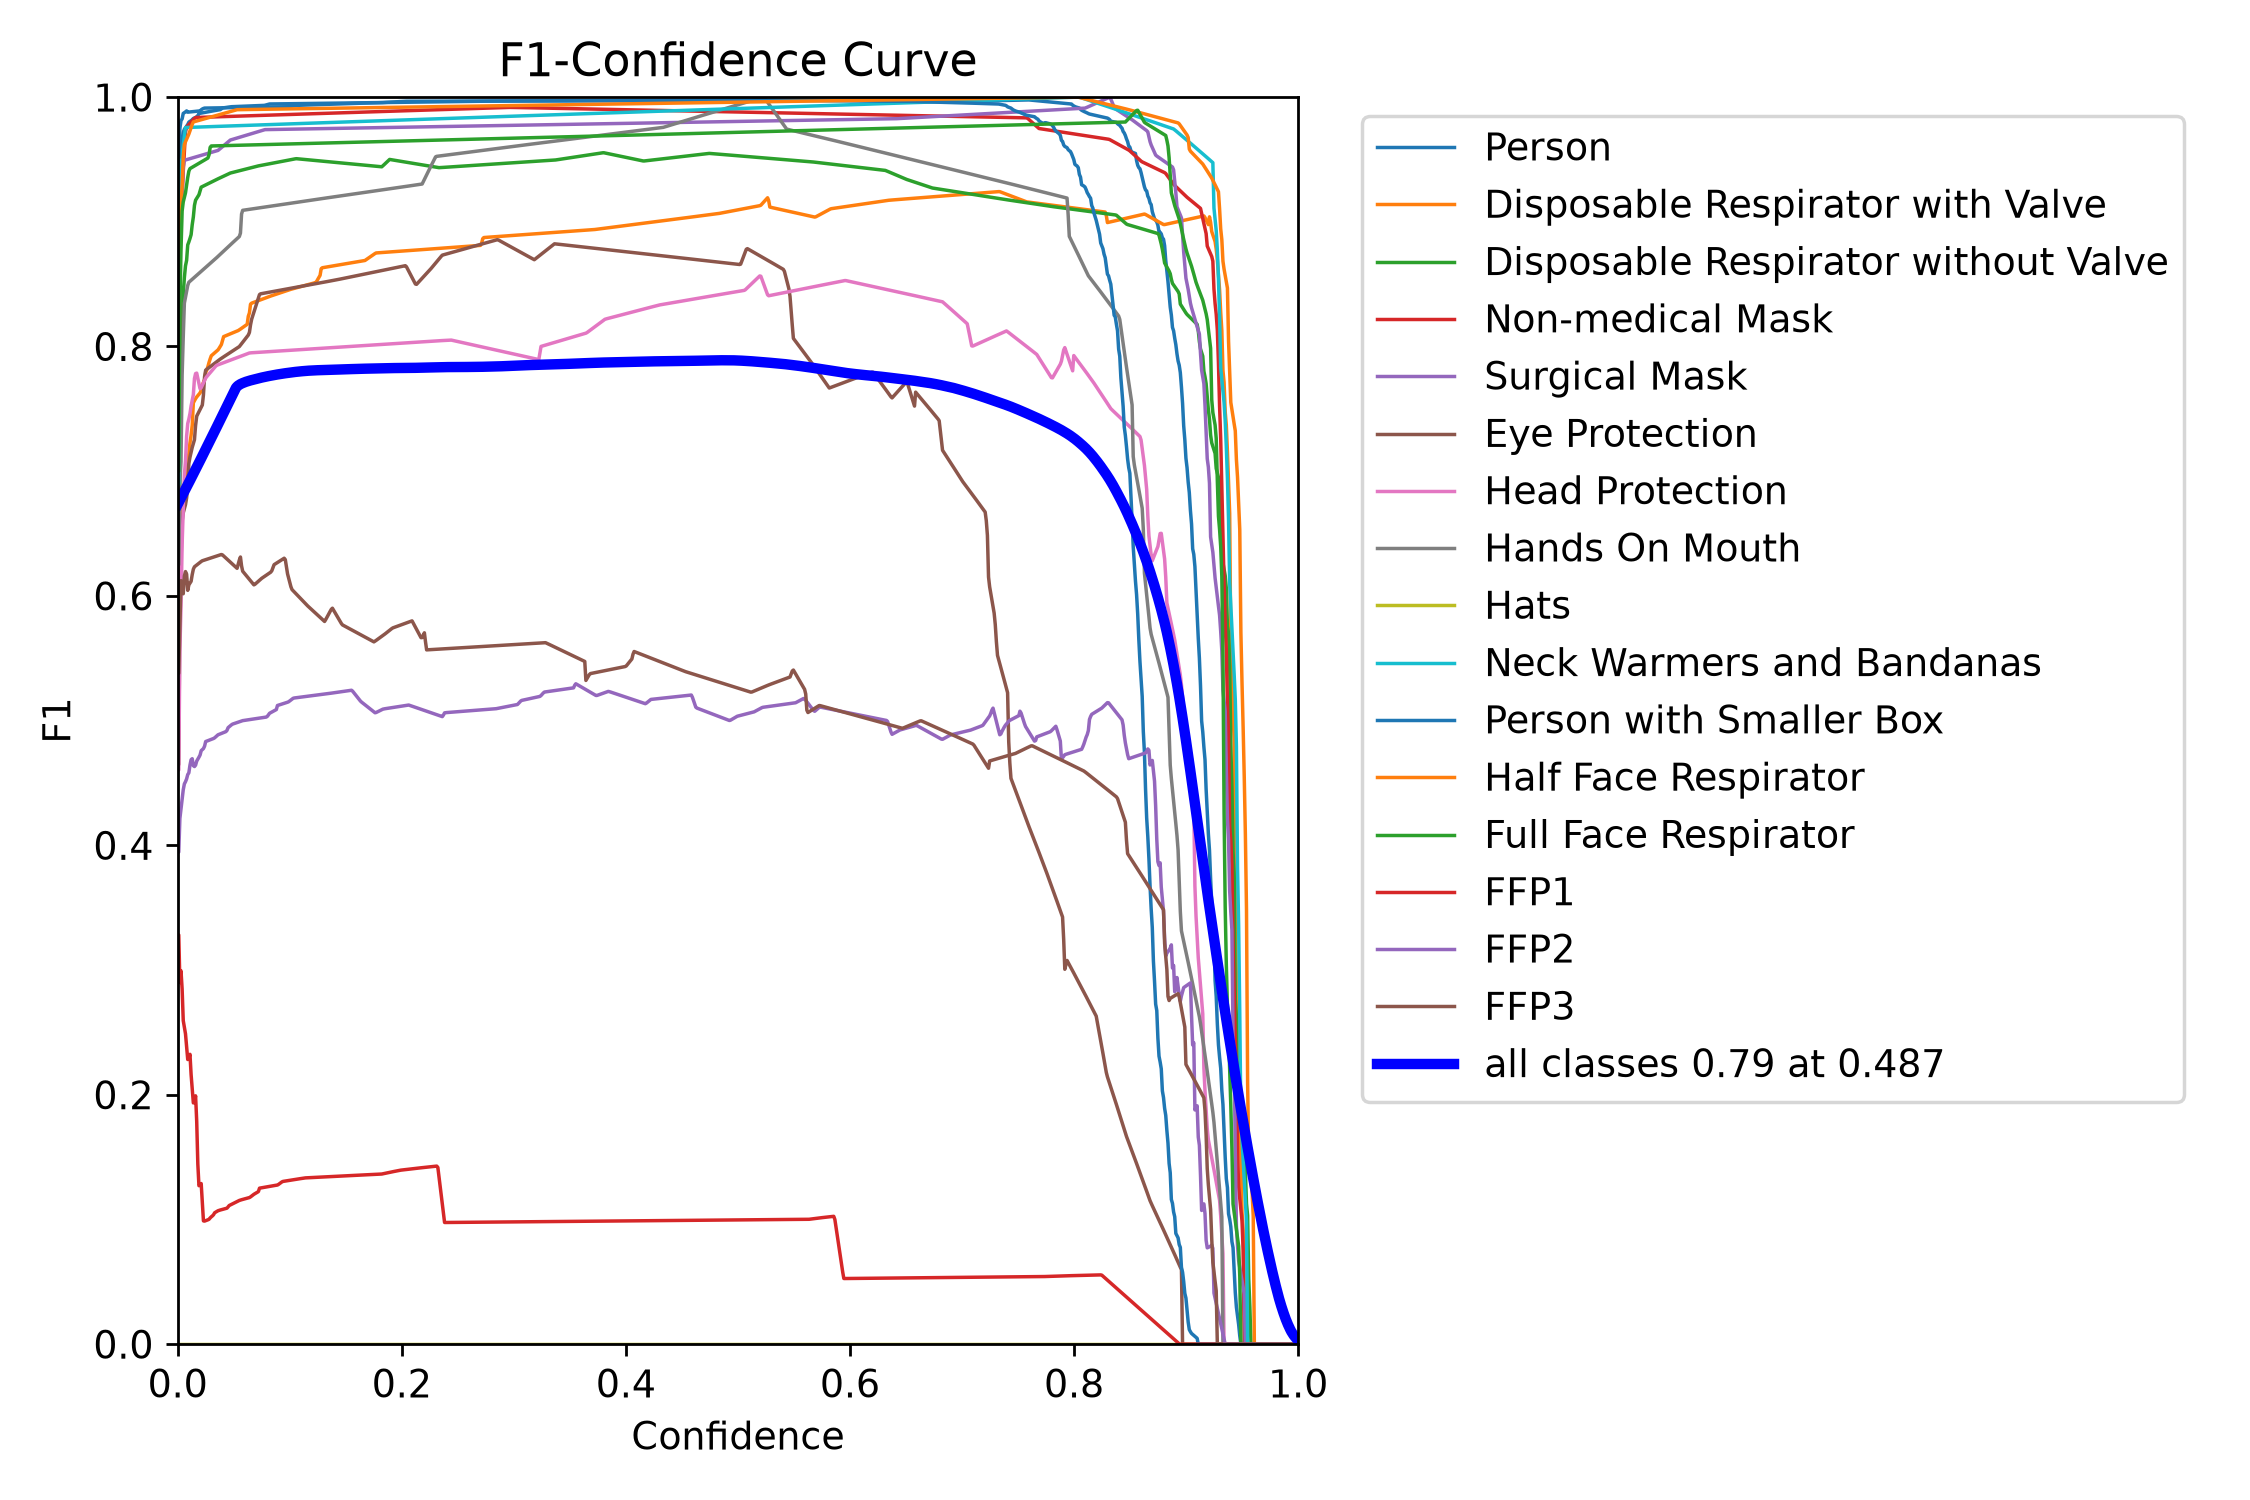 F1-Confidence Curve
1.0
0.8
0.6
0.4
0.2
0.0
F1
0.0 0.2 0.4 0.6 0.8 1.0
Confidence
Person
Disposable Respirator with Valve
Disposable Respirator without Valve
Non-medical Mask
Surgical Mask
Eye Protection
Head Protection
Hands On Mouth
Hats
Neck Warmers and Bandanas
Person with Smaller Box
Half Face Respirator
Full Face Respirator
FFP1
FFP2
FFP3
all classes 0.79 at 0.487